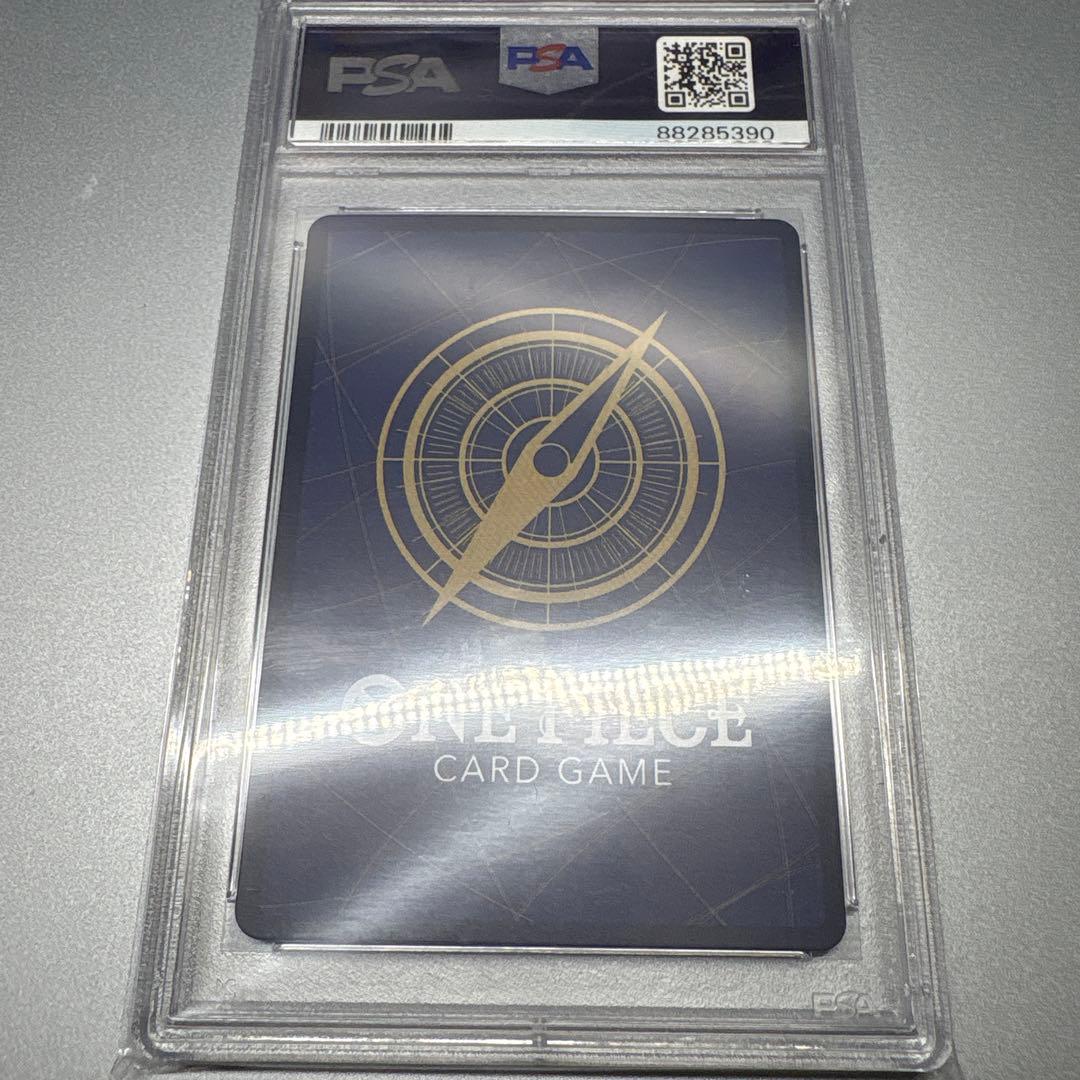 PSA PSA
88285390
ONE PIECE
CARD GAME
PSA